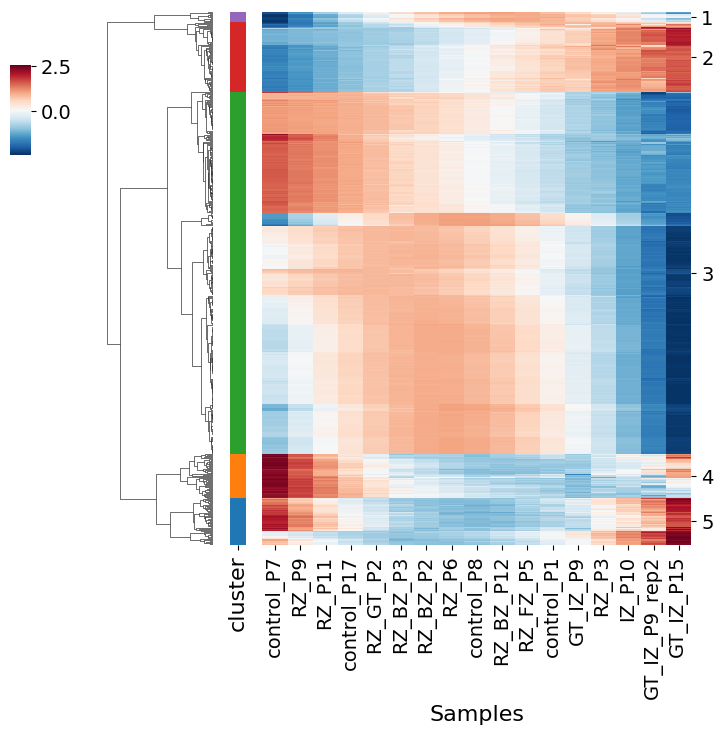 1
2.5
2
0.0
3
4
5
cluster
control_P7
RZ_P9
RZ_P11
control_P17
RZ_GT_P2
RZ_BZ_P3
RZ_BZ_P2
RZ_P6
control_P8
RZ_BZ_P12
RZ_FZ_P5
control_P1
GT_IZ_P9
RZ_P3
IZ_P10
GT_IZ_P9_rep2
GT_IZ_P15
Samples